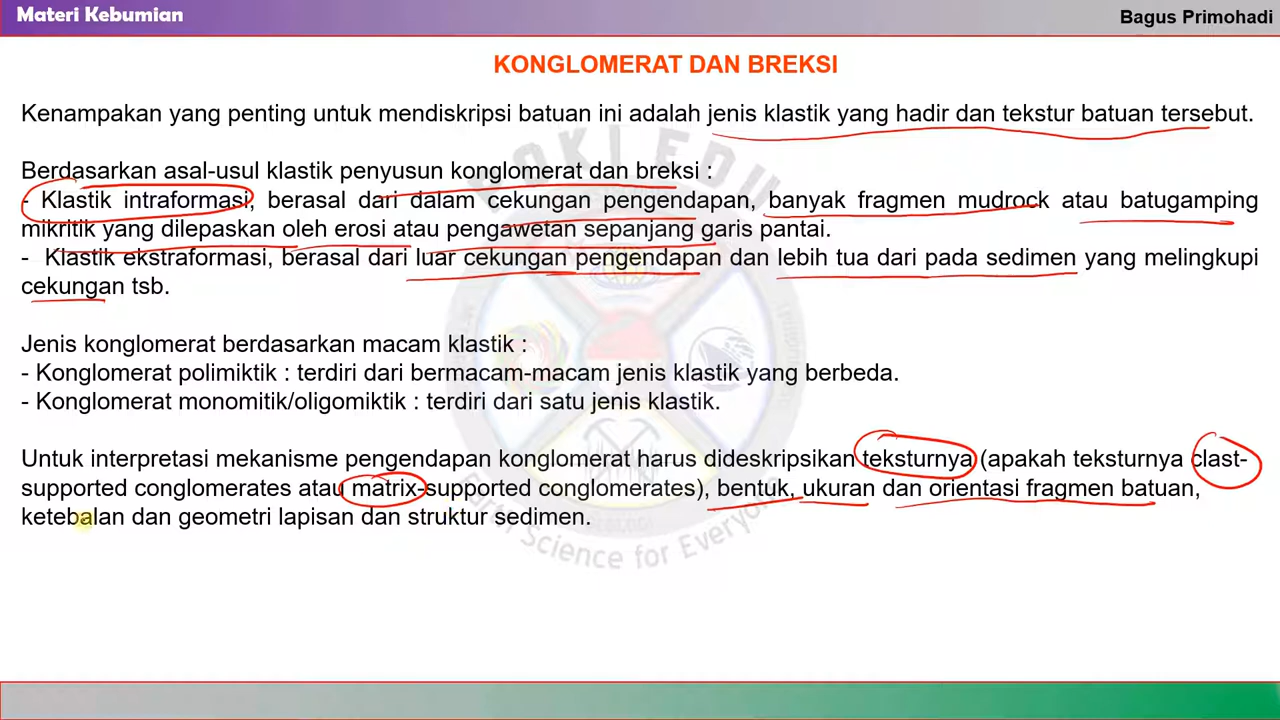 Materi Kebumian
Bagus Primohadi
KONGLOMERAT DAN BREKSI
Kenampakan yang penting untuk mendiskripsi batuan ini adalah jenis klastik yang hadir dan tekstur batuan tersebut.
Berdasarkan asal-usul klastik penyusun konglomerat dan breksi :
- Klastik intraformasi, berasal dari dalam cekungan pengendapan, banyak fragmen mudrock atau batugamping
mikritik yang dilepaskan oleh erosi atau pengawetan sepanjang garis pantai.
- Klastik ekstraformasi, berasal dari luar cekungan pengendapan dan lebih tua dari pada sedimen yang melingkupi
cekungan tsb.
Jenis konglomerat berdasarkan macam klastik :
- Konglomerat polimiktik : terdiri dari bermacam-macam jenis klastik yang berbeda.
- Konglomerat monomitik/oligomiktik : terdiri dari satu jenis klastik.
Untuk interpretasi mekanisme pengendapan konglomerat harus dideskripsikan teksturnya (apakah teksturnya clast-
supported conglomerates atau matrix-supported conglomerates), bentuk, ukuran dan orientasi fragmen batuan,
ketebalan dan geometri lapisan dan struktur sedimen.
Science for Everyone